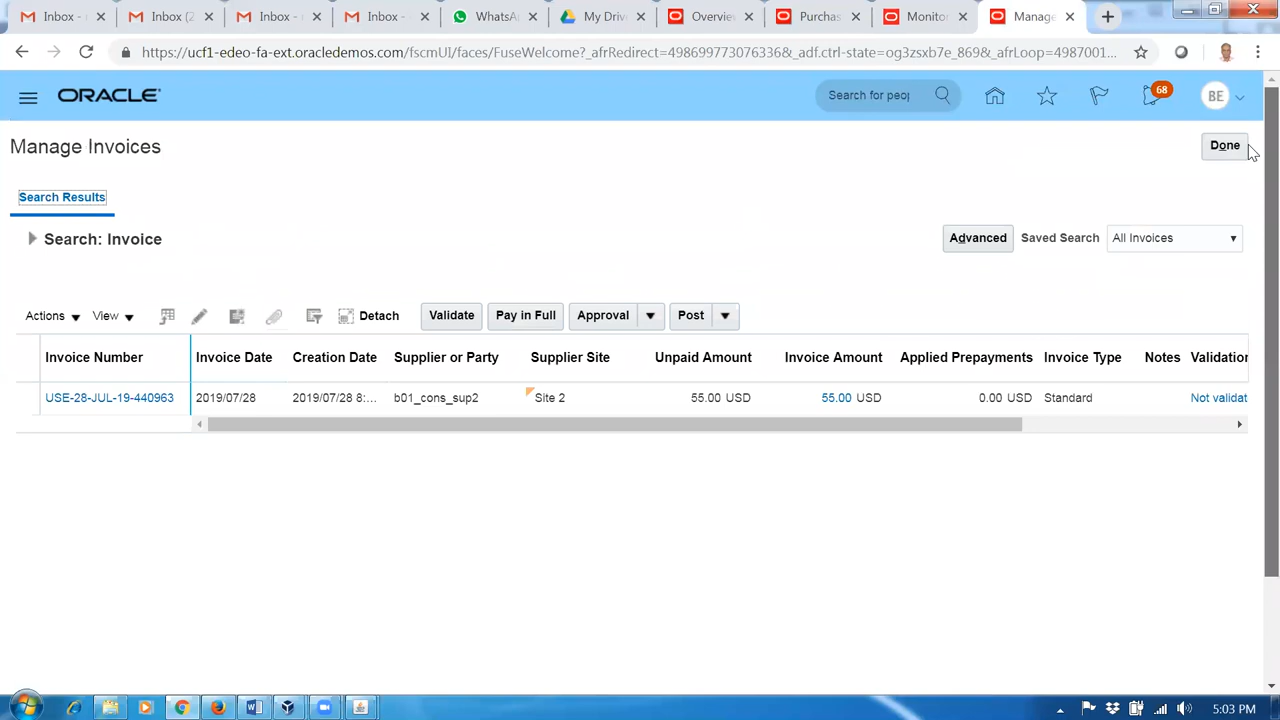 Inbox - Inbox ( Inbox - Inbox - WhatsA My Driv Overvie Purchas Monitor Manage
https://ucf1-edeo-fa-ext.oracledemos.com/fscmUI/faces/FuseWelcome?_afrRedirect=498699773076336&_adf.ctrl-state=og3zsxb7e_869&_afrLoop=4987001...
ORACLE Search for peop 68 BE
Manage Invoices Done
Search Results
Search: Invoice Advanced Saved Search All Invoices
Actions View Detach Validate Pay in Full Approval Post
Invoice Number Invoice Date Creation Date Supplier or Party Supplier Site Unpaid Amount Invoice Amount Applied Prepayments Invoice Type Notes Validation
USE-28-JUL-19-440963 2019/07/28 2019/07/28 8:... b01_cons_sup2 Site 2 55.00 USD 55.00 USD 0.00 USD Standard Not validat
5:03 PM